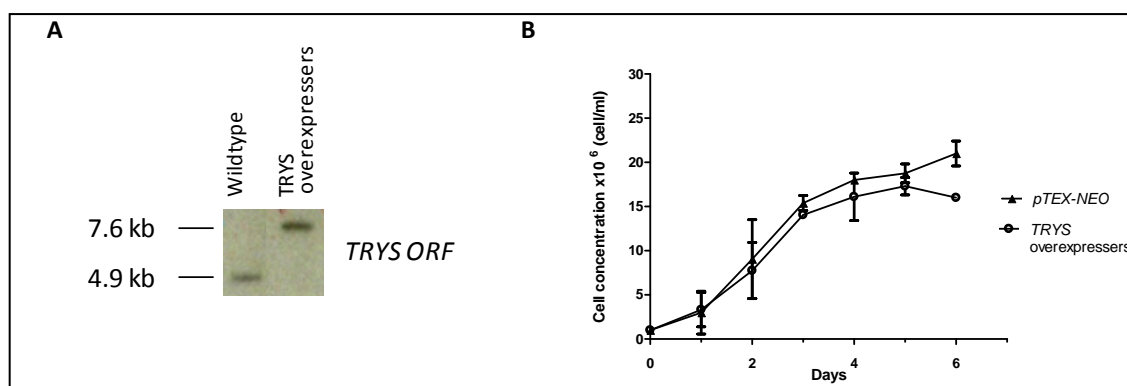 A
Wildtype
TRYS
overexpressers
7.6 kb
4.9 kb
TRYS ORF
B
Cell concentration x10 6 (cell/ml)
30
25
20
15
10
5
0
0
2
4
6
Days
pTEX-NEO
TRYS
overexpressers